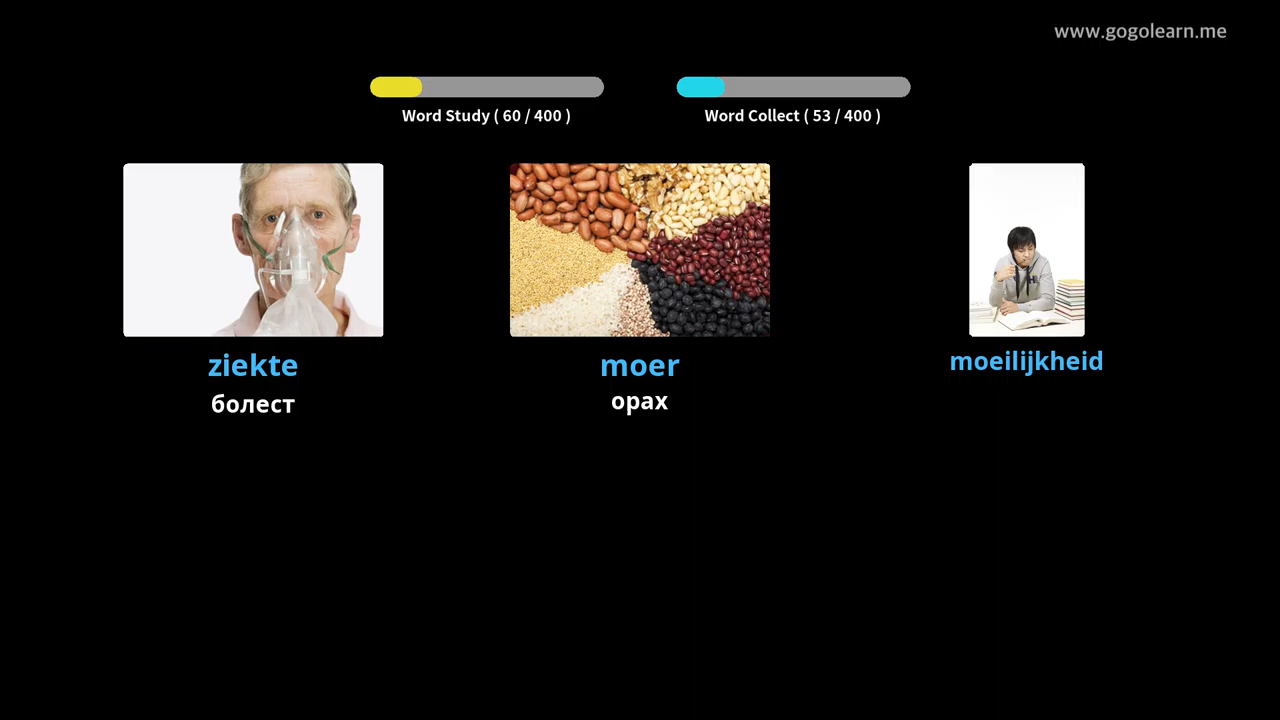 www.gogolearn.me
Word Study ( 60 / 400 )
Word Collect ( 53 / 400 )
ziekte
болест
moer
орах
moeilijkheid